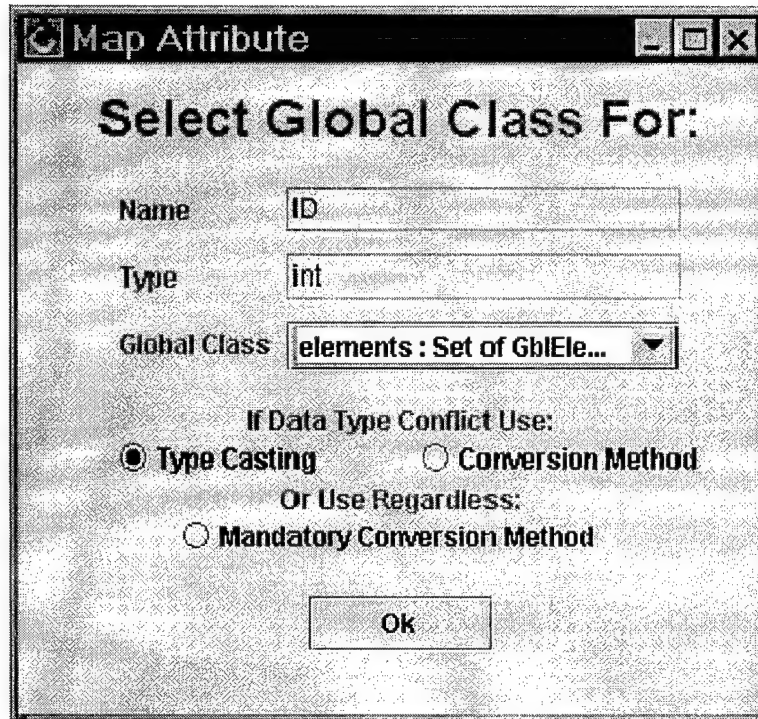 Map Attribute
Select Global Class For:
Name ID
Type int
Global Class elements : Set of GblEle...
If Data Type Conflict Use:
Type Casting Conversion Method
Or Use Regardless:
Mandatory Conversion Method
Ok